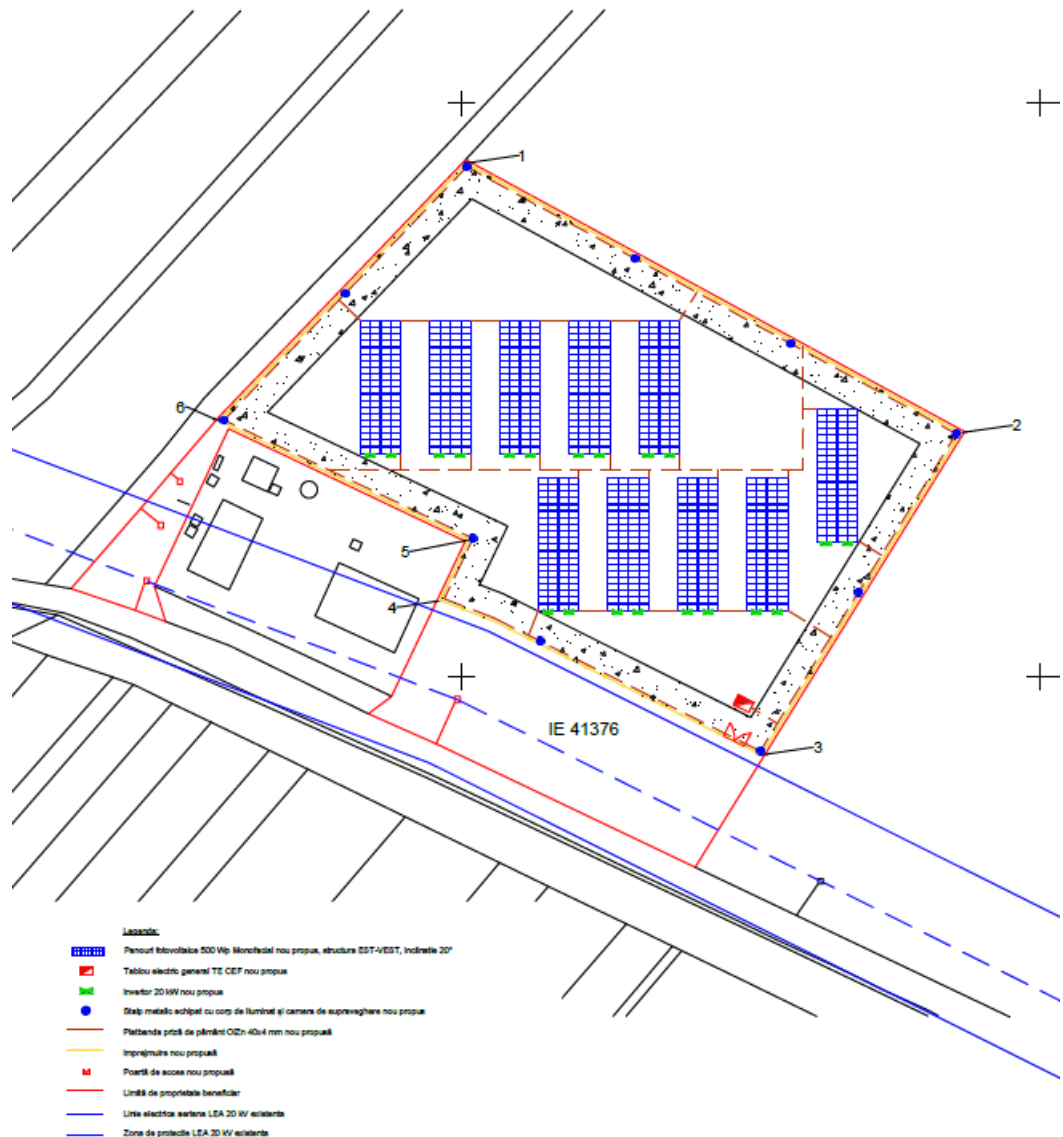 1
2
6
5
4
IE 41376
3
Legenda:
Panouri fotovoltaice 500 Wp Monofacial nou propus, structura EST-VEST, inclinatie 20°
Tablou electric general TE CEF nou propus
Invertor 20 kW nou propus
Stalp metalic echipat cu corp de iluminat și camera de supraveghere nou propus
Platbanda priză de pământ OlZn 40x4 mm nou propusă
Imprejmuire nou propusă
Poartă de acces nou propusă
Limită de proprietate beneficiar
Linie electrica aeriana LEA 20 kV existenta
Zona de protectie LEA 20 kV existenta